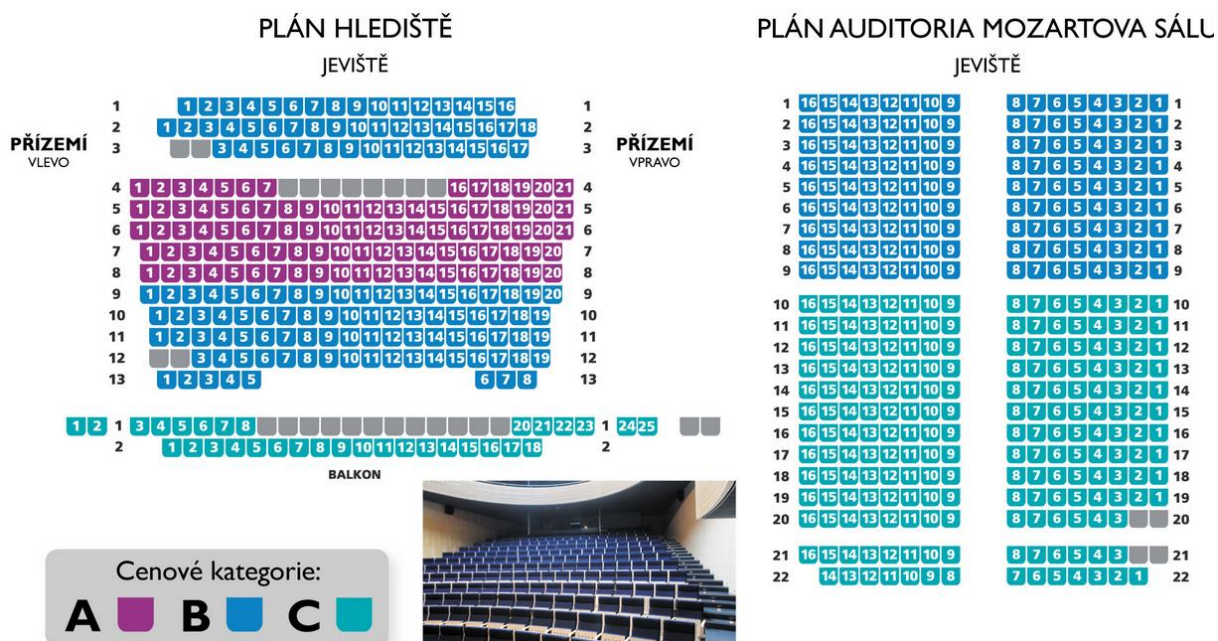 PLÁN HLEDIŠTĚ
JEVIŠTĚ
PŘÍZEMÍ
VLEVO
PŘÍZEMÍ
VPRAVO
1 1 2 3 4 5 6 7 8 9 10 11 12 13 14 15 16 1
2 1 2 3 4 5 6 7 8 9 10 11 12 13 14 15 16 17 18 2
3 3 4 5 6 7 8 9 10 11 12 13 14 15 16 17 3
4 1 2 3 4 5 6 7 16 17 18 19 20 21 4
5 1 2 3 4 5 6 7 8 9 10 11 12 13 14 15 16 17 18 19 20 21 5
6 1 2 3 4 5 6 7 8 9 10 11 12 13 14 15 16 17 18 19 20 21 6
7 1 2 3 4 5 6 7 8 9 10 11 12 13 14 15 16 17 18 19 20 7
8 1 2 3 4 5 6 7 8 9 10 11 12 13 14 15 16 17 18 19 20 8
9 1 2 3 4 5 6 7 8 9 10 11 12 13 14 15 16 17 18 19 20 9
10 1 2 3 4 5 6 7 8 9 10 11 12 13 14 15 16 17 18 19 10
11 1 2 3 4 5 6 7 8 9 10 11 12 13 14 15 16 17 18 19 11
12 3 4 5 6 7 8 9 10 11 12 13 14 15 16 17 18 19 12
13 1 2 3 4 5 6 7 8 13
1 2 1 3 4 5 6 7 8 20 21 22 23 1 24 25
2 1 2 3 4 5 6 7 8 9 10 11 12 13 14 15 16 17 18 2
BALKON
Cenové kategorie:
A B C
PLÁN AUDITORIA MOZARTOVA SÁLU
JEVIŠTĚ
1 16 15 14 13 12 11 10 9 8 7 6 5 4 3 2 1 1
2 16 15 14 13 12 11 10 9 8 7 6 5 4 3 2 1 2
3 16 15 14 13 12 11 10 9 8 7 6 5 4 3 2 1 3
4 16 15 14 13 12 11 10 9 8 7 6 5 4 3 2 1 4
5 16 15 14 13 12 11 10 9 8 7 6 5 4 3 2 1 5
6 16 15 14 13 12 11 10 9 8 7 6 5 4 3 2 1 6
7 16 15 14 13 12 11 10 9 8 7 6 5 4 3 2 1 7
8 16 15 14 13 12 11 10 9 8 7 6 5 4 3 2 1 8
9 16 15 14 13 12 11 10 9 8 7 6 5 4 3 2 1 9
10 16 15 14 13 12 11 10 9 8 7 6 5 4 3 2 1 10
11 16 15 14 13 12 11 10 9 8 7 6 5 4 3 2 1 11
12 16 15 14 13 12 11 10 9 8 7 6 5 4 3 2 1 12
13 16 15 14 13 12 11 10 9 8 7 6 5 4 3 2 1 13
14 16 15 14 13 12 11 10 9 8 7 6 5 4 3 2 1 14
15 16 15 14 13 12 11 10 9 8 7 6 5 4 3 2 1 15
16 16 15 14 13 12 11 10 9 8 7 6 5 4 3 2 1 16
17 16 15 14 13 12 11 10 9 8 7 6 5 4 3 2 1 17
18 16 15 14 13 12 11 10 9 8 7 6 5 4 3 2 1 18
19 16 15 14 13 12 11 10 9 8 7 6 5 4 3 2 1 19
20 16 15 14 13 12 11 10 9 8 7 6 5 4 3 20
21 16 15 14 13 12 11 10 9 8 7 6 5 4 3 21
22 14 13 12 11 10 9 8 7 6 5 4 3 2 1 22